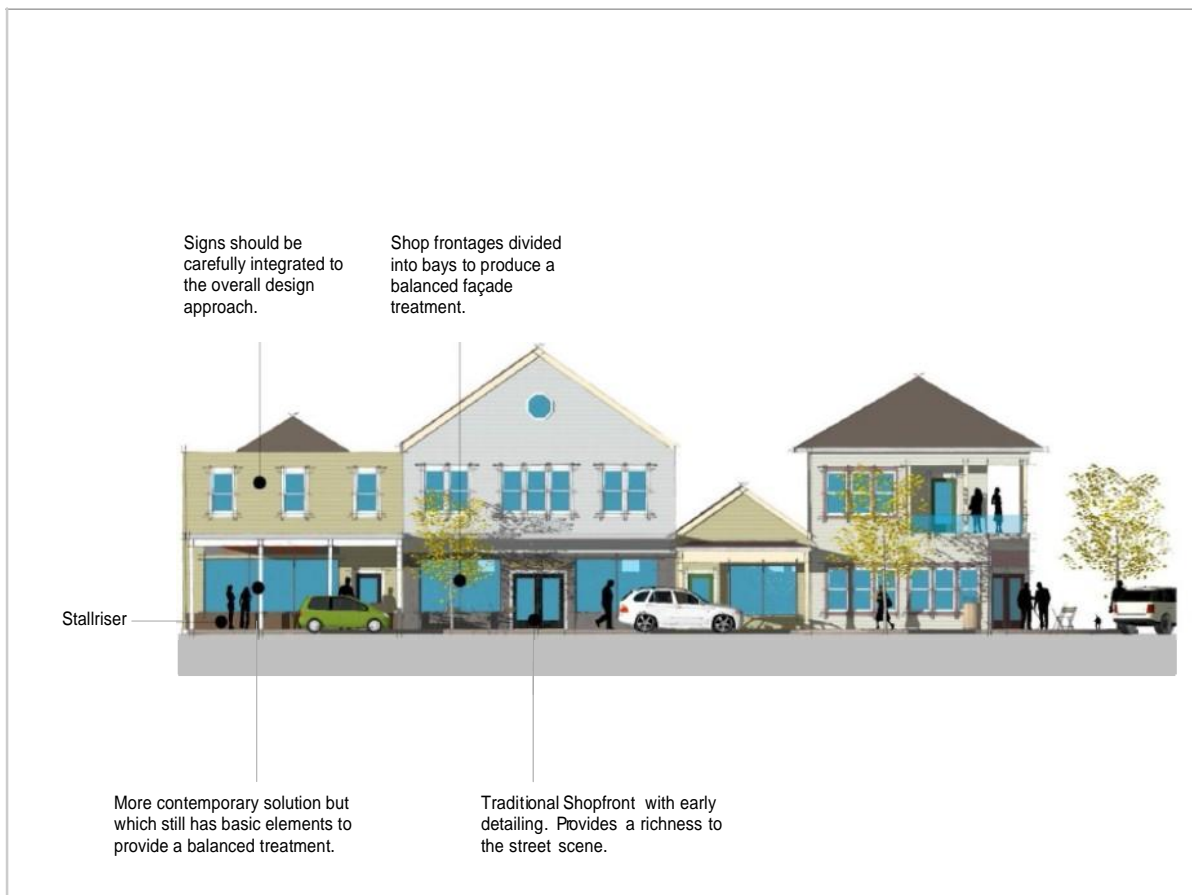 Signs should be
carefully integrated to
the overall design
approach.
Shop frontages divided
into bays to produce a
balanced façade
treatment.
Stallriser
More contemporary solution but
which still has basic elements to
provide a balanced treatment.
Traditional Shopfront with early
detailing. Provides a richness to
the street scene.